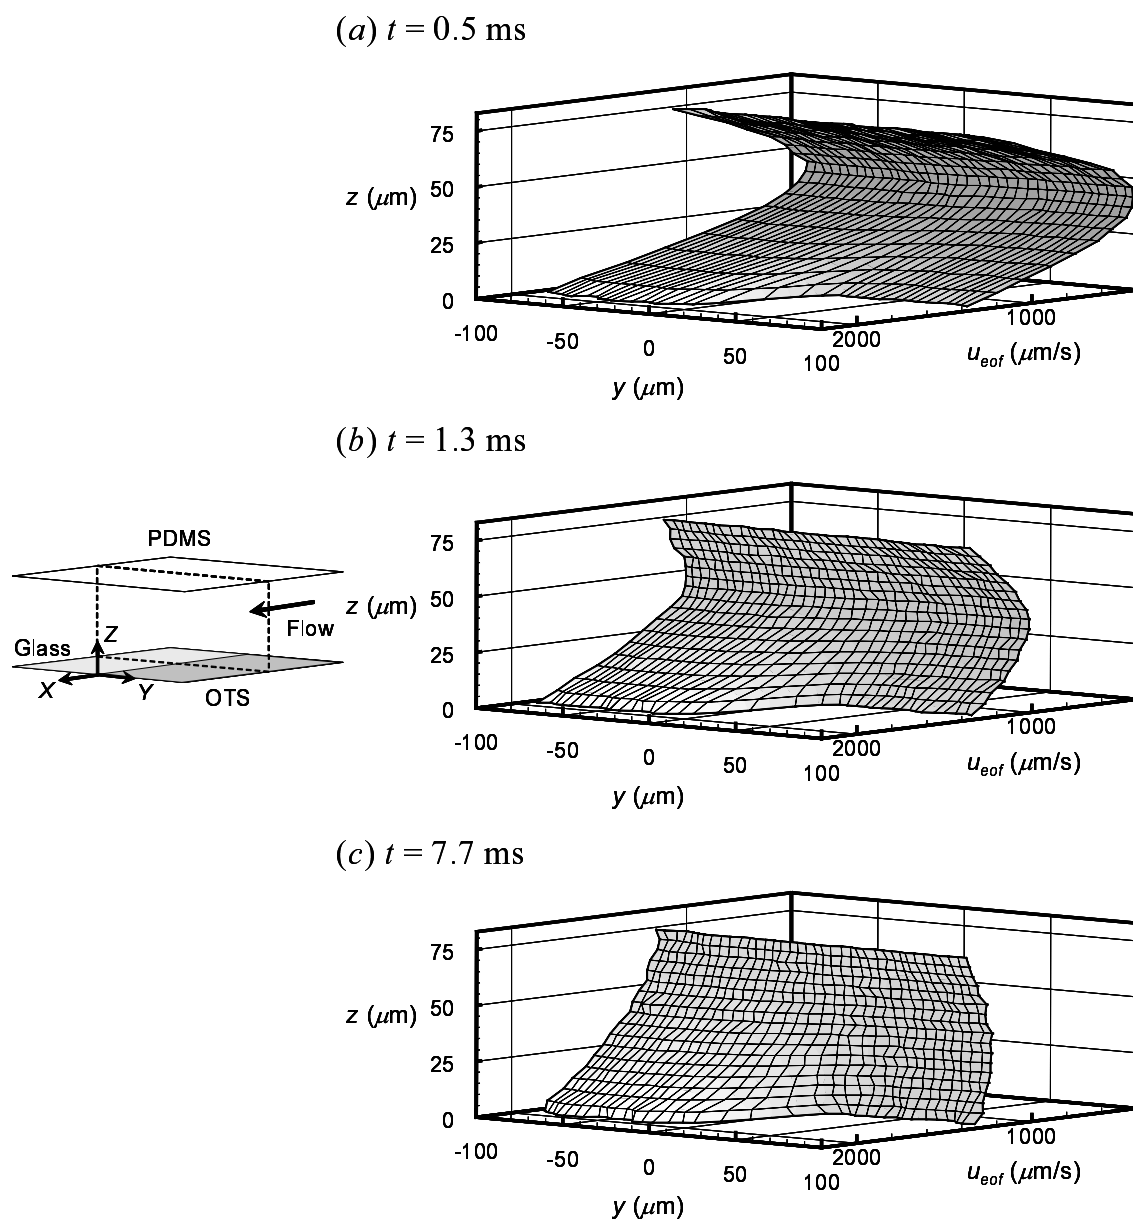 (a) t = 0.5 ms
75
z (μm) 50
25
0
-100
-50
0
50
100
2000
1000
y (μm)
u_eof (μm/s)
(b) t = 1.3 ms
PDMS
Z
Flow
Glass
X
Y
OTS
75
z (μm) 50
25
0
-100
-50
0
50
100
2000
1000
y (μm)
u_eof (μm/s)
(c) t = 7.7 ms
75
z (μm) 50
25
0
-100
-50
0
50
100
2000
1000
y (μm)
u_eof (μm/s)